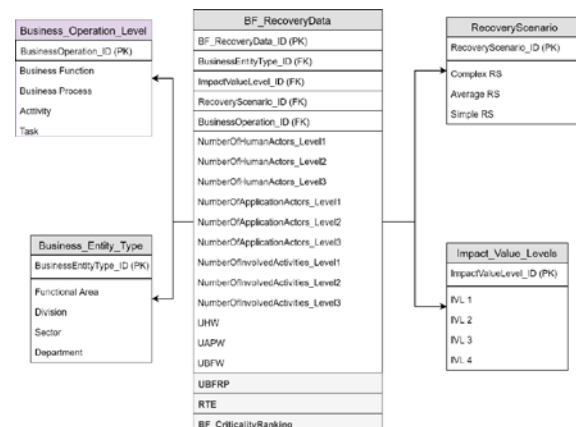 Business_Operation_Level
BusinessOperation_ID (PK)
Business Function
Business Process
Acttivity
Task
Business_Entity_Type
BusinessEntityType_ID (PK)
Functional Area
Division
Sector
Department
BF_RecoveryData
BF_RecoveryData_ID (PK)
BusinessEntityType_ID (FK)
ImpactValueLevel_ID (FK)
RecoveryScenario_ID (FK)
BusinessOperation_ID (FK)
NumberOfHumanActors_Level1
NumberOfHumanActors_Level2
NumberOfHumanActors_Level3
NumberOfApplicationActors_Level1
NumberOfApplicationActors_Level2
NumberOfApplicationActors_Level3
NumberOfInvolvedActivities_Level1
NumberOfInvolvedActivities_Level2
NumberOfInvolvedActivities_Level3
UHW
UAPW
UBFW
UBFRP
RTE
BF_CriticalityRanking
RecoveryScenario
RecoveryScenario_ID (PK)
Complex RS
Average RS
Simple RS
Impact_Value_Levels
ImpactValueLevel_ID (PK)
IVL 1
IVL 2
IVL 3
IVL 4